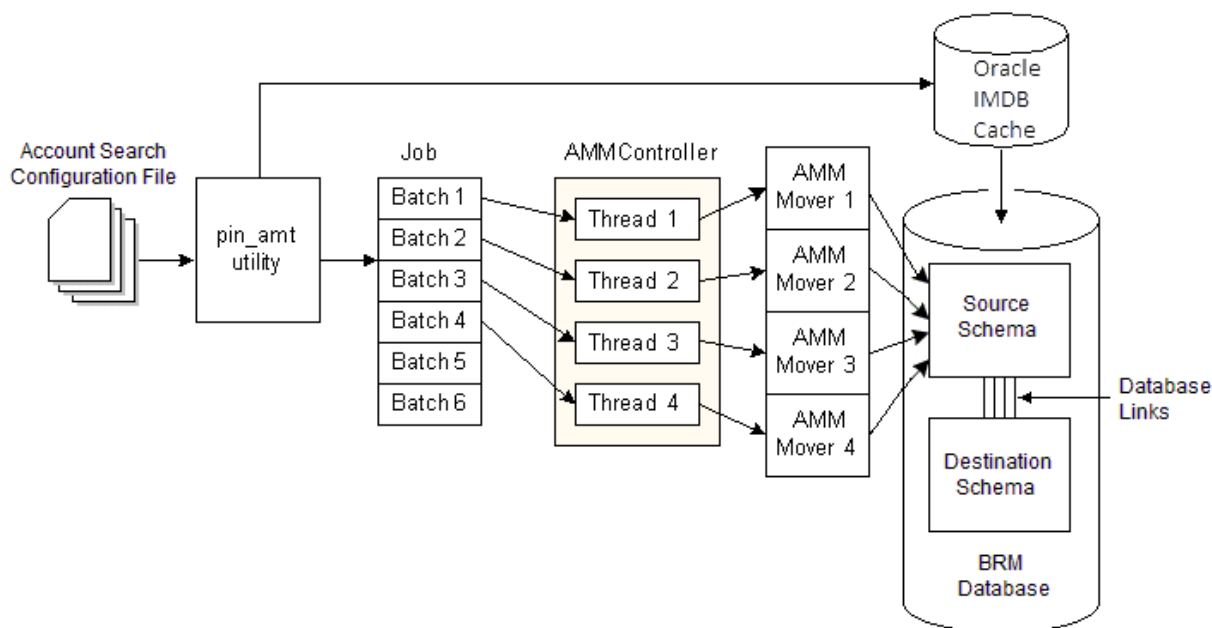 Account Search
Configuration File
pin_amt
utility
Job
Batch 1
Batch 2
Batch 3
Batch 4
Batch 5
Batch 6
AMM Controller
Thread 1
Thread 2
Thread 3
Thread 4
AMM
Mover 1
AMM
Mover 2
AMM
Mover 3
AMM
Mover 4
Oracle
IMDB
Cache
Source
Schema
Database
Links
Destination
Schema
BRM
Database